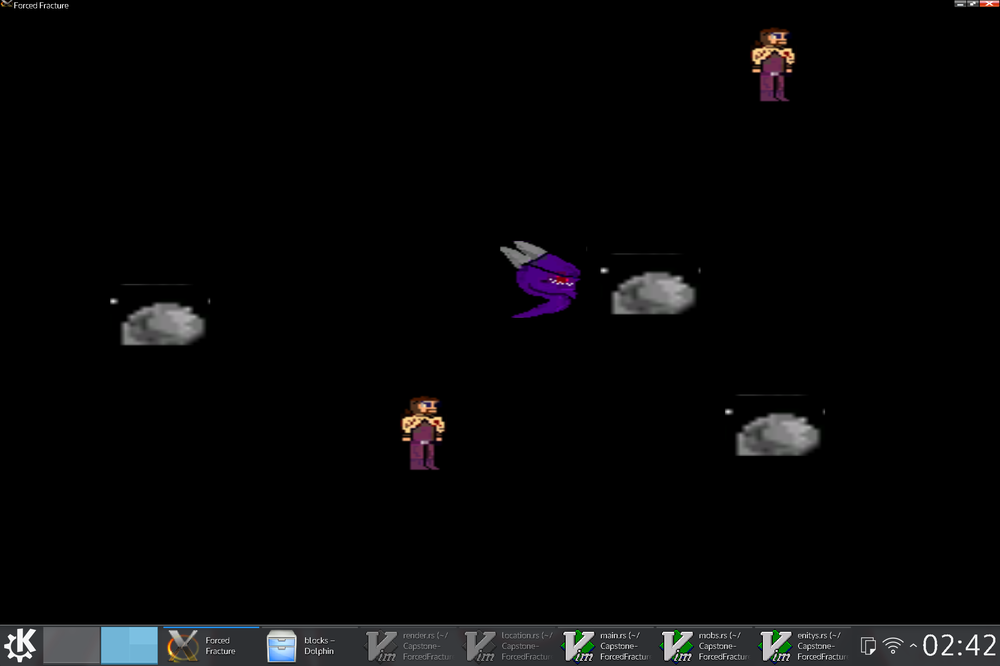 Forced Fracture
Forced
Fracture
blocks –
Dolphin
render.rs (~/
Capstone-
ForcedFractur
location.rs (~/
Capstone-
ForcedFractur
main.rs (~/
Capstone-
ForcedFracture
mobs.rs (~/
Capstone-
ForcedFractur
enitys.rs (~/
Capstone-
ForcedFractur
02:42